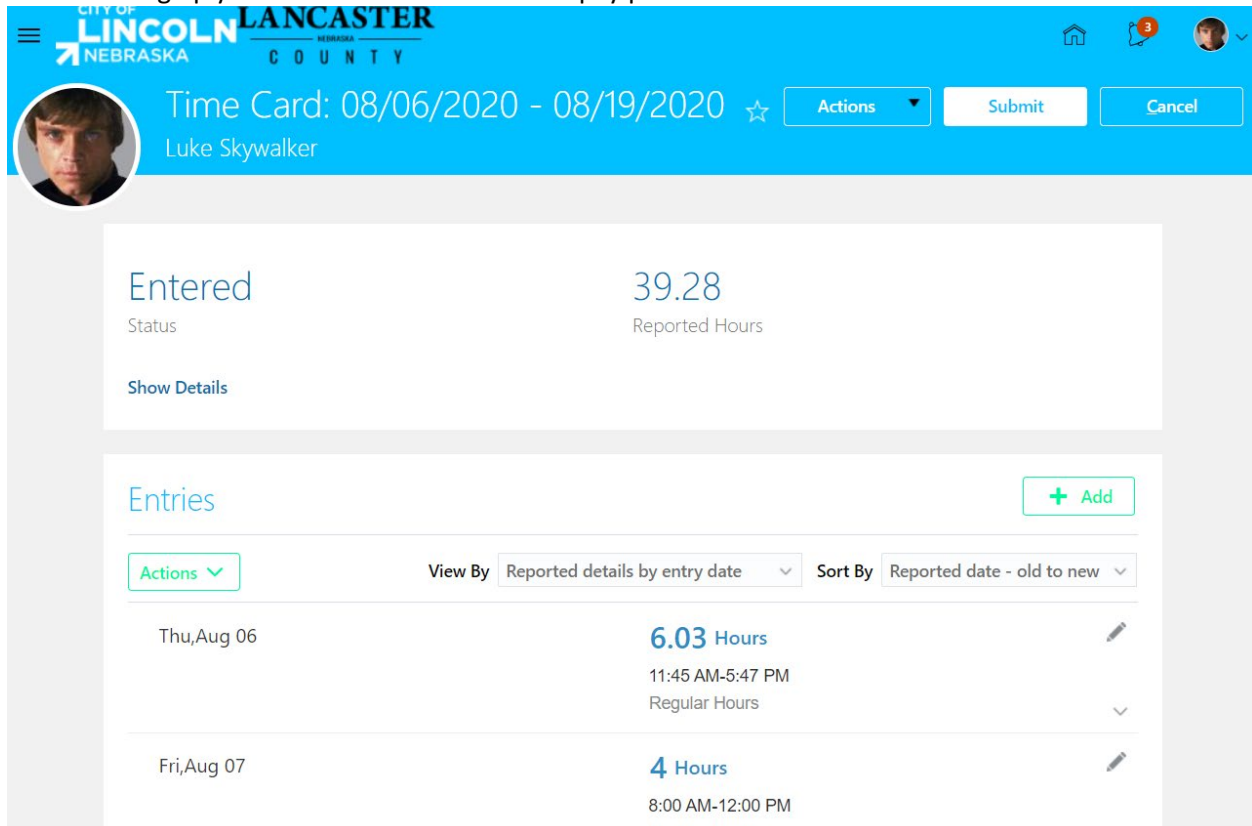 CITY OF
LINCOLN
NEBRASKA
LANCASTER
NEBRASKA
COUNTY
3
Time Card: 08/06/2020 - 08/19/2020
Actions
Submit
Cancel
Luke Skywalker
Entered
39.28
Status
Reported Hours
Show Details
Entries
+ Add
Actions
View By Reported details by entry date
Sort By Reported date - old to new
Thu,Aug 06
6.03 Hours
11:45 AM-5:47 PM
Regular Hours
Fri,Aug 07
4 Hours
8:00 AM-12:00 PM